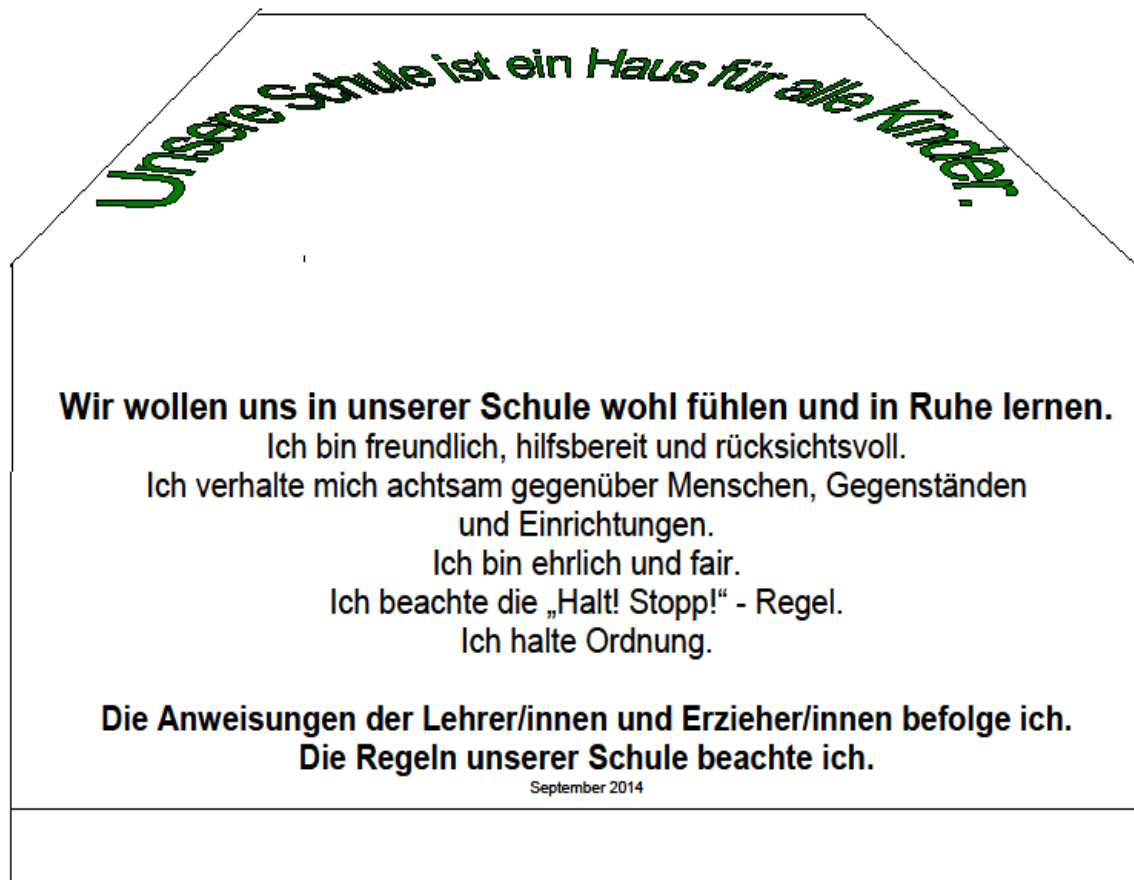 Unsere Schule ist ein Haus für alle Kinder.
Wir wollen uns in unserer Schule wohl fühlen und in Ruhe lernen.
Ich bin freundlich, hilfsbereit und rücksichtsvoll.
Ich verhalte mich achtsam gegenüber Menschen, Gegenständen
und Einrichtungen.
Ich bin ehrlich und fair.
Ich beachte die „Halt! Stopp!“ - Regel.
Ich halte Ordnung.
Die Anweisungen der Lehrer/innen und Erzieher/innen befolge ich.
Die Regeln unserer Schule beachte ich.
September 2014